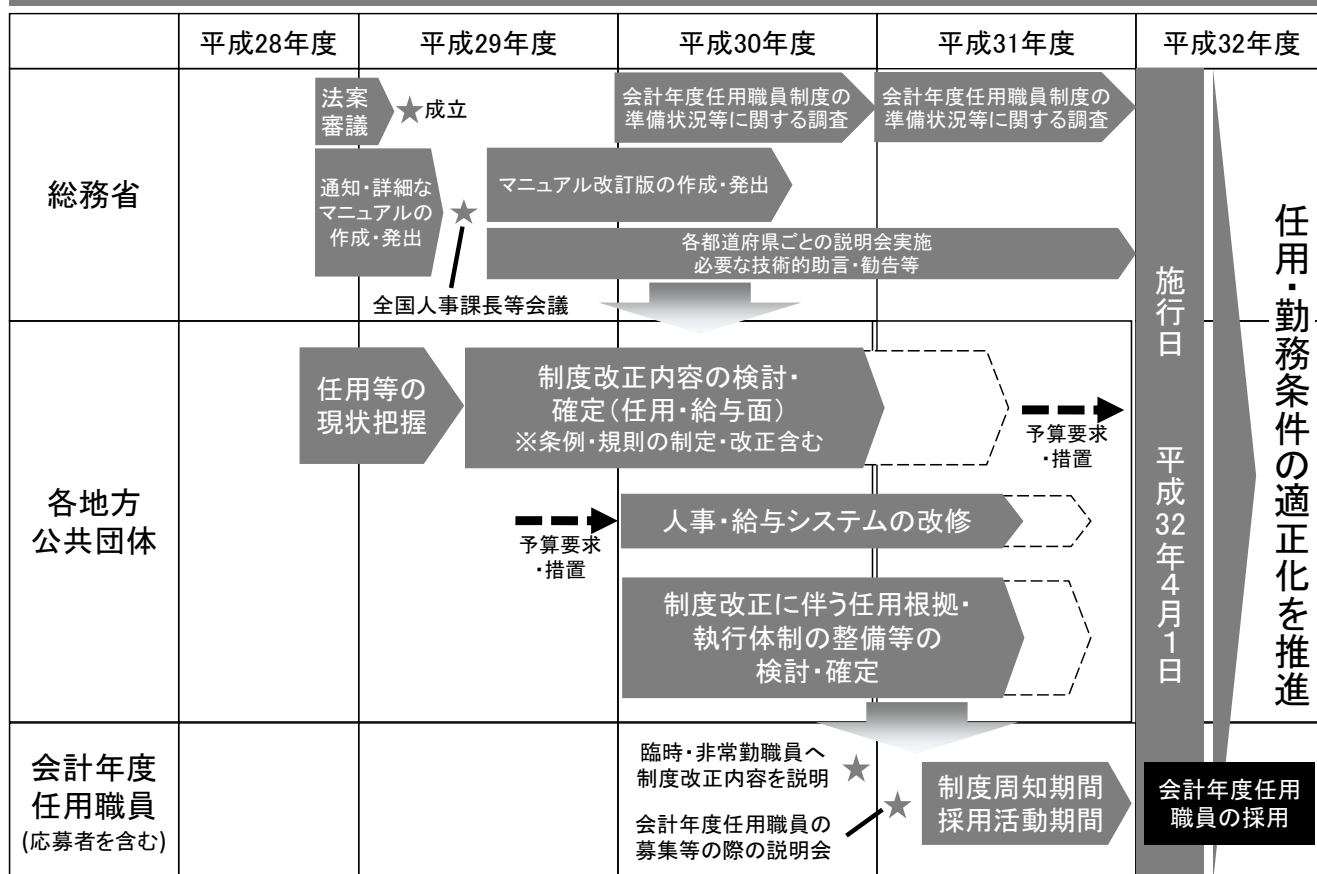 平成28年度
平成29年度
平成30年度
平成31年度
平成32年度
総務省
法案
審議
★成立
会計年度任用職員制度の
準備状況等に関する調査
会計年度任用職員制度の
準備状況等に関する調査
通知・詳細な
マニュアルの
作成・発出
★
マニュアル改訂版の作成・発出
各都道府県ごとの説明会実施
必要な技術的助言・勧告等
全国人事課長等会議
各地方
公共団体
任用等の
現状把握
制度改正内容の検討・
確定(任用・給与面)
※条例・規則の制定・改正含む
予算要求
・措置
予算要求
・措置
人事・給与システムの改修
制度改正に伴う任用根拠・
執行体制の整備等の
検討・確定
会計年度
任用職員
(応募者を含む)
臨時・非常勤職員へ
制度改正内容を説明
★
会計年度任用職員の
募集等の際の説明会
★
制度周知期間
採用活動期間
会計年度任用
職員の採用
施行日 平成32年4月1日
任用・勤務条件の適正化を推進